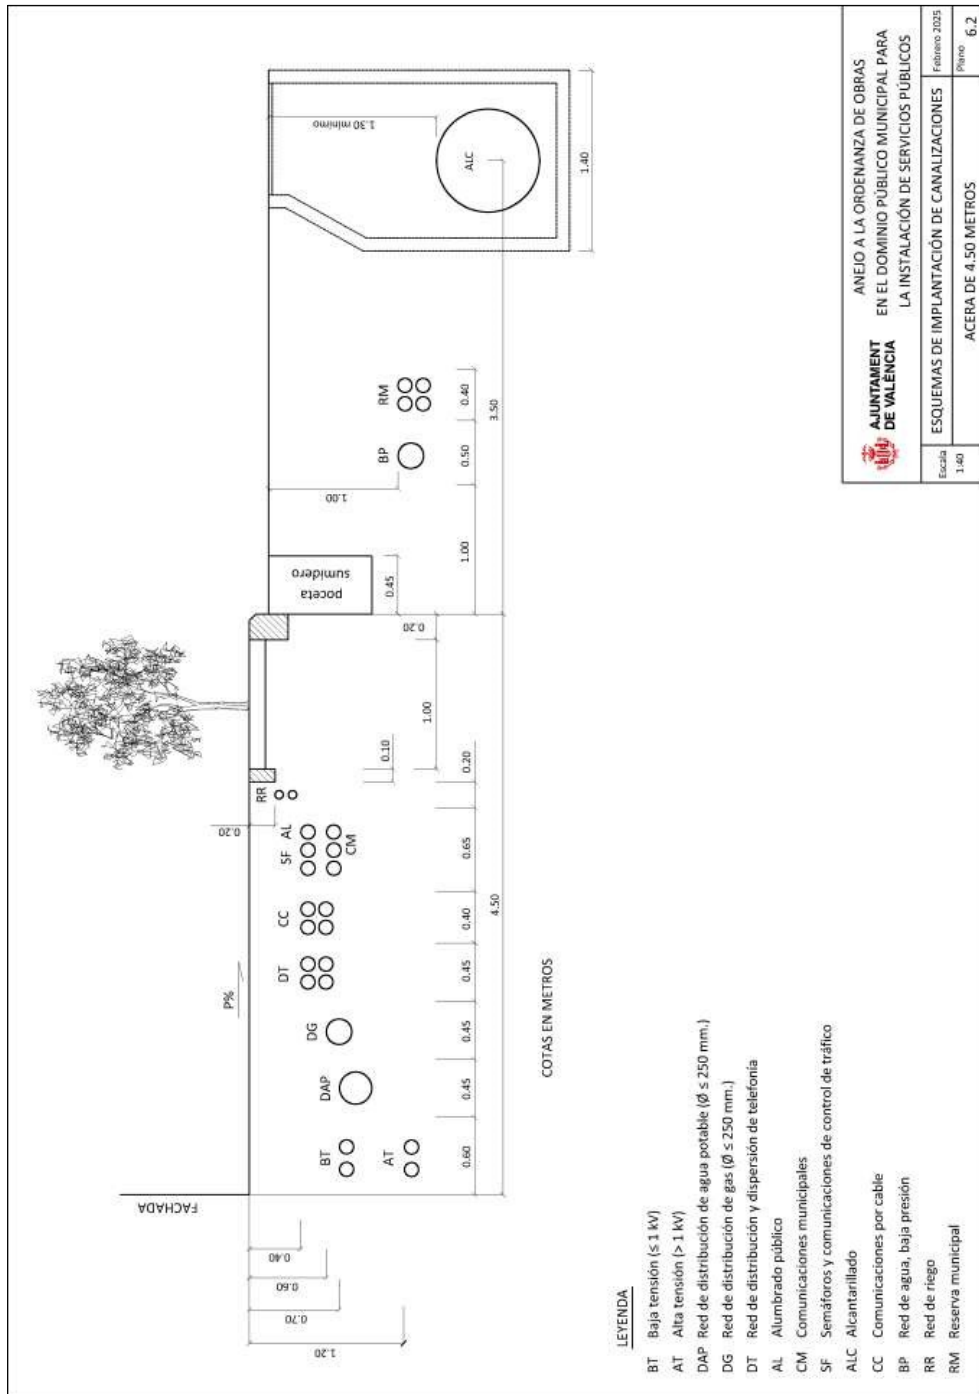 FACHADA
P%
0.40
0.60
0.70
1.20
BT
AT
DAP
DG
DT
CC
SF
AL
CM
RR
0.20
poceta
sumidero
BP
RM
ALC
1.00
1.30 mínimo
0.10
1.00
0.20
0.45
0.60
0.45
0.45
0.45
0.40
0.65
0.20
1.00
0.50
0.40
1.40
4.50
3.50
COTAS EN METROS
LEYENDA
BT Baja tensión (≤ 1 kV)
AT Alta tensión (> 1 kV)
DAP Red de distribución de agua potable (Ø ≤ 250 mm.)
DG Red de distribución de gas (Ø ≤ 250 mm.)
DT Red de distribución y dispersión de telefonía
AL Alumbrado público
CM Comunicaciones municipales
SF Semáforos y comunicaciones de control de tráfico
ALC Alcantarillado
CC Comunicaciones por cable
BP Red de agua, baja presión
RR Red de riego
RM Reserva municipal
AJUNTAMENT
DE VALÈNCIA
ANEJO A LA ORDENANZA DE OBRAS
EN EL DOMINIO PÚBLICO MUNICIPAL PARA
LA INSTALACIÓN DE SERVICIOS PÚBLICOS
Escala
1:40
ESQUEMAS DE IMPLANTACIÓN DE CANALIZACIONES
Febrero 2025
ACERA DE 4.50 METROS
Plano 6.2